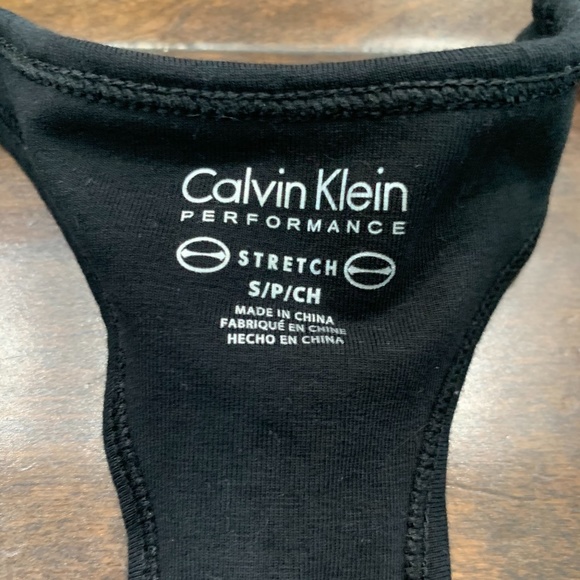 Calvin Klein
PERFORMANCE
STRETCH
S/P/CH
MADE IN CHINA
FABRIQUÉ EN CHINE
HECHO EN CHINA